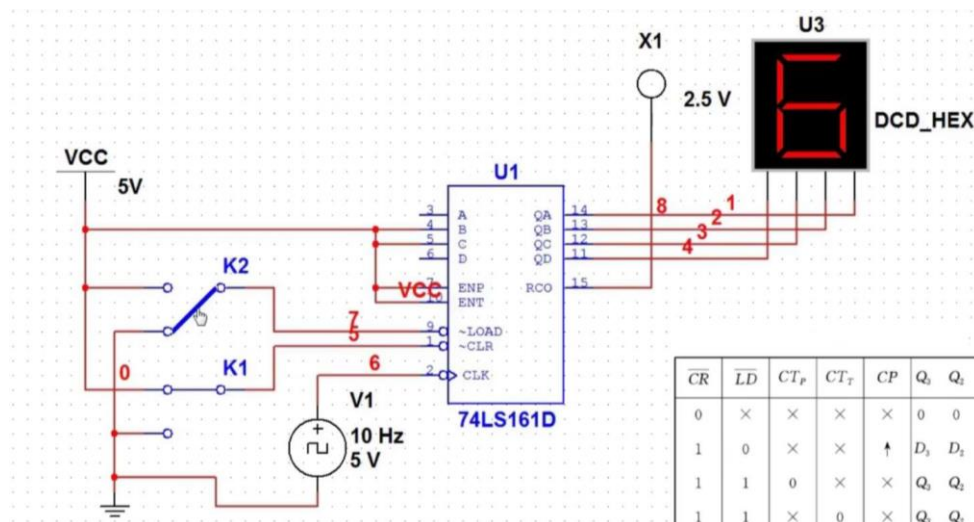 U3
X1
2.5 V
DCD_HEX
VCC
5V
U1
3 A QA 14 8 1
4 B QB 13 2
5 C QC 12 3
6 D QD 11 4
K2
VCC
7 ENP RCO 15
10 ENT
7
9 ~LOAD
5
1 ~CLR
0
K1
6
2 CLK
V1
10 Hz
5 V
74LS161D
6
CR LD CT_P CT_T CP Q₃ Q₂
0 × × × × 0 0
1 0 × × ↑ D₃ D₂
1 1 0 × × Q₃ Q₂
1 1 × 0 × Q₃ Q₂